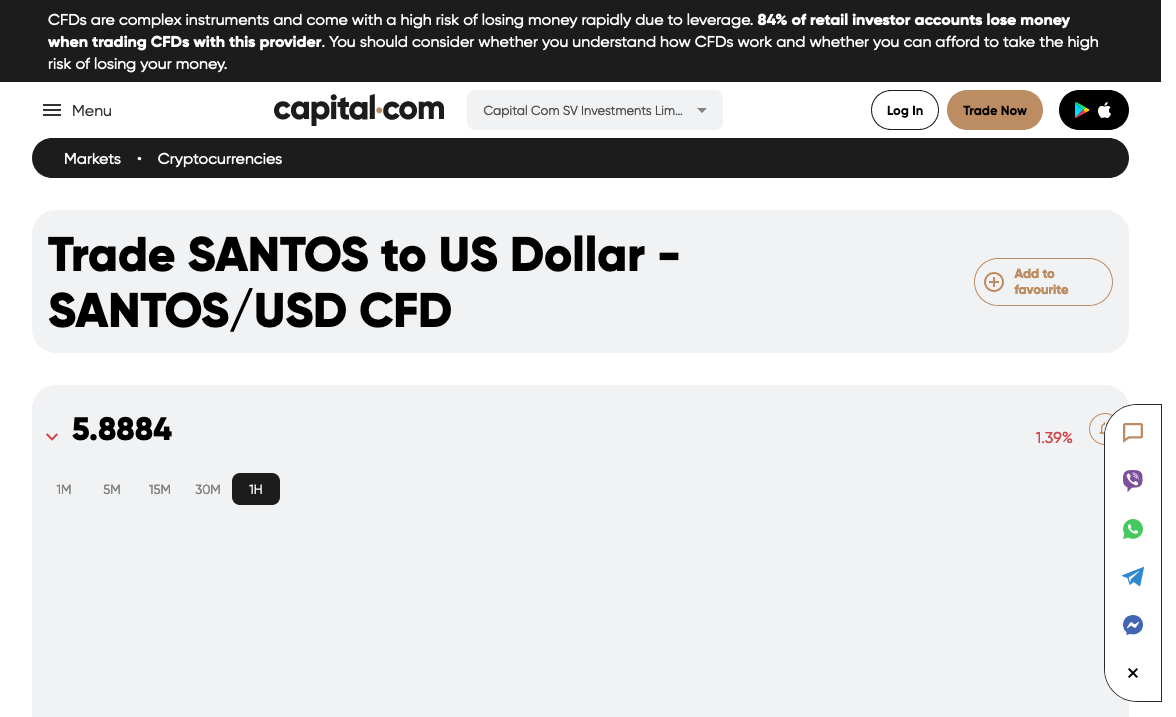 CFDs are complex instruments and come with a high risk of losing money rapidly due to leverage. 84% of retail investor accounts lose money
when trading CFDs with this provider. You should consider whether you understand how CFDs work and whether you can afford to take the high
risk of losing your money.
Menu
capital.com
Capital Com SV Investments Lim...
Log In
Trade Now
Markets • Cryptocurrencies
Trade SANTOS to US Dollar -
SANTOS/USD CFD
Add to
favourite
5.8884
1.39%
1M 5M 15M 30M 1H